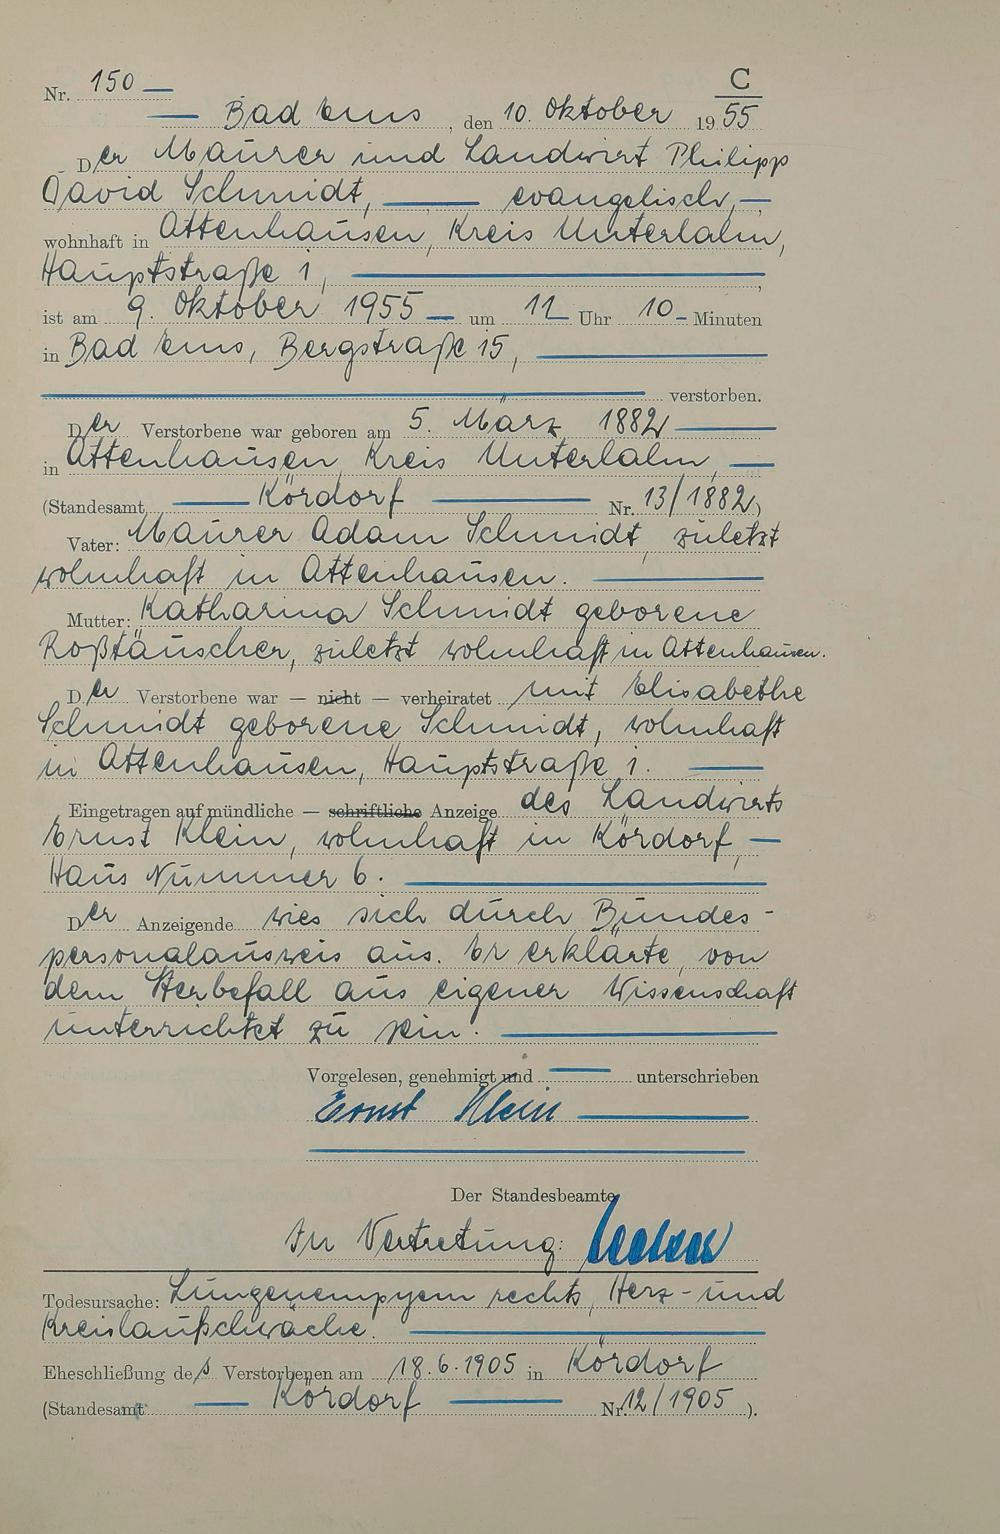 Nr. 150 —
C
— Bad Ems, den 10. Oktober 1955
Der Maurer und Landwirt Philipp
David Schmidt, — evangelisch, —
wohnhaft in Attenhausen, Kreis Unterlahn,
Hauptstraße 1, —
ist am 9. Oktober 1955 — um 11 — Uhr 10 — Minuten
in Bad Ems, Bergstraße 15, —
— verstorben.
Der Verstorbene war geboren am 5. März 1882 —
in Attenhausen, Kreis Unterlahn, —
(Standesamt — Kördorf — Nr. 13/1882)
Vater: Maurer Adam Schmidt, zuletzt
wohnhaft in Attenhausen. —
Mutter: Katharina Schmidt geborene
Roßtäuscher, zuletzt wohnhaft in Attenhausen.
Der Verstorbene war — nicht — verheiratet mit Elisabethe
Schmidt geborene Schmidt, wohnhaft
in Attenhausen, Hauptstraße 1. —
Eingetragen auf mündliche — schriftliche Anzeige des Landwirts
Ernst Klein, wohnhaft in Kördorf, —
Haus Nummer 6. —
Der Anzeigende wies sich durch Bundes-
personalausweis aus. Er erklärte, von
dem Sterbefall aus eigener Wissenschaft
unterrichtet zu sein. —
Vorgelesen, genehmigt und — unterschrieben
Ernst Klein —
Der Standesbeamte
In Vertretung:
Todesursache: Lungenempyem rechts, Herz- und
Kreislaufschwäche. —
Eheschließung des Verstorbenen am 18.6.1905 in Kördorf
(Standesamt — Kördorf — Nr. 12/1905).